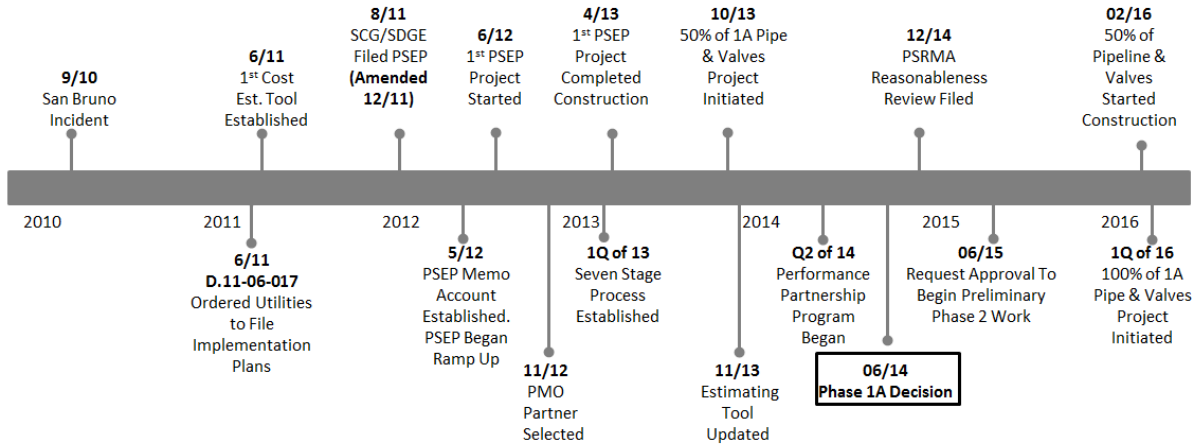 9/10
San Bruno
Incident
6/11
1st Cost
Est. Tool
Established
8/11
SCG/SDGE
Filed PSEP
(Amended
12/11)
6/12
1st PSEP
Project
Started
4/13
1st PSEP
Project
Completed
Construction
10/13
50% of 1A Pipe
& Valves
Project
Initiated
12/14
PSRMA
Reasonableness
Review Filed
02/16
50% of
Pipeline &
Valves
Started
Construction
2010
2011
2012
2013
2014
2015
2016
6/11
D.11-06-017
Ordered Utilities
to File
Implementation
Plans
5/12
PSEP Memo
Account
Established.
PSEP Began
Ramp Up
11/12
PMO
Partner
Selected
1Q of 13
Seven Stage
Process
Established
11/13
Estimating
Tool
Updated
Q2 of 14
Performance
Partnership
Program
Began
06/14
Phase 1A Decision
06/15
Request Approval To
Begin Preliminary
Phase 2 Work
1Q of 16
100% of 1A
Pipe & Valves
Project
Initiated